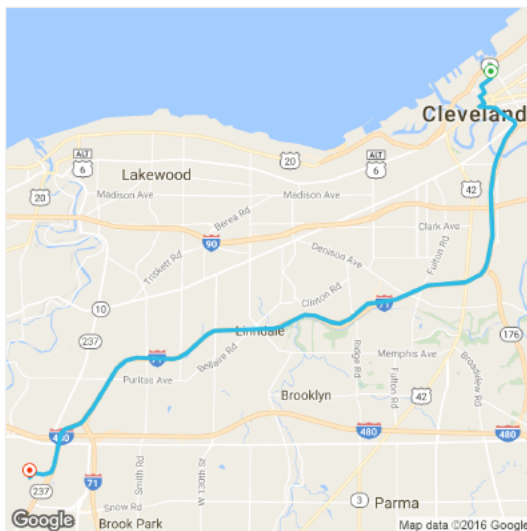 6
Cleveland
ALT
6
20
Lakewood
ALT
6
20
Madison Ave
Madison Ave
42
Berea Rd
Clark Ave
90
Triskett Rd
Denison Ave
Fulton Rd
10
Clinton Rd
71
237
Linndale
176
71
Bellaire Rd
Ridge Rd
Memphis Ave
Puritas Ave
Fulton Rd
Broadview Rd
Brooklyn
42
480
480
480
Smith Rd
W 130th St
237
71
Snow Rd
3
Parma
Google
Brook Park
Map data ©2016 Google